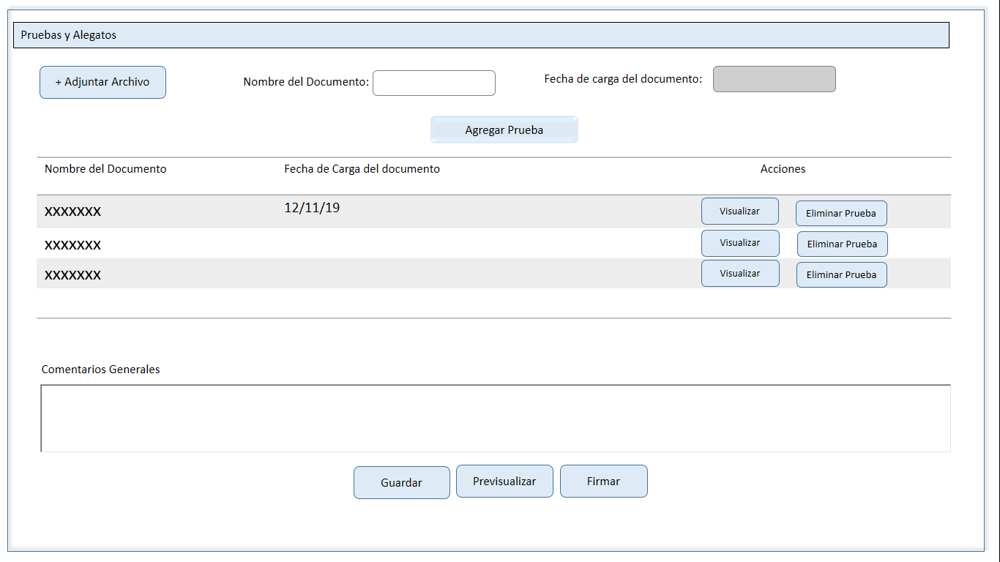 Pruebas y Alegatos
+ Adjuntar Archivo
Nombre del Documento:
Fecha de carga del documento:
Agregar Prueba
Nombre del Documento Fecha de Carga del documento Acciones
XXXXXXX 12/11/19 Visualizar Eliminar Prueba
XXXXXXX Visualizar Eliminar Prueba
XXXXXXX Visualizar Eliminar Prueba
Comentarios Generales
Guardar Previsualizar Firmar